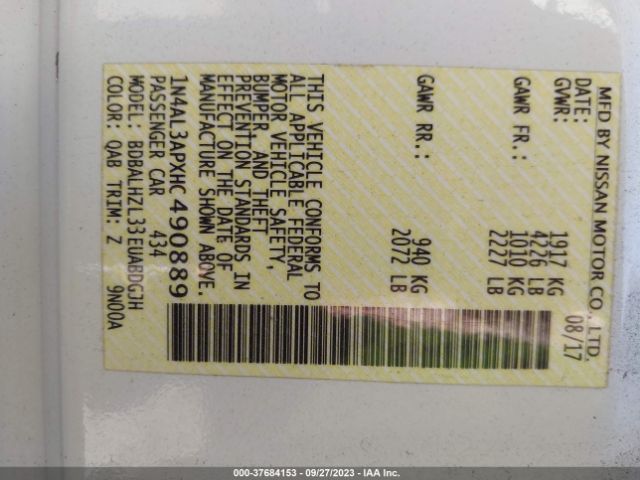 MFD BY NISSAN MOTOR CO., LTD.
DATE: 08/17
GVWR: 1917 KG
4226 LB
GAWR FR.: 1010 KG
2227 LB
GAWR RR.: 940 KG
2072 LB
THIS VEHICLE CONFORMS TO
ALL APPLICABLE FEDERAL
MOTOR VEHICLE SAFETY,
BUMPER, AND THEFT
PREVENTION STANDARDS IN
EFFECT ON THE DATE OF
MANUFACTURE SHOWN ABOVE.
1N4AL3APXHC490889
PASSENGER CAR 434
MODEL: BDBALHZL33EUABDGJH
COLOR: QAB TRIM: Z 9N00A
000-37684153 - 09/27/2023 - IAA Inc.